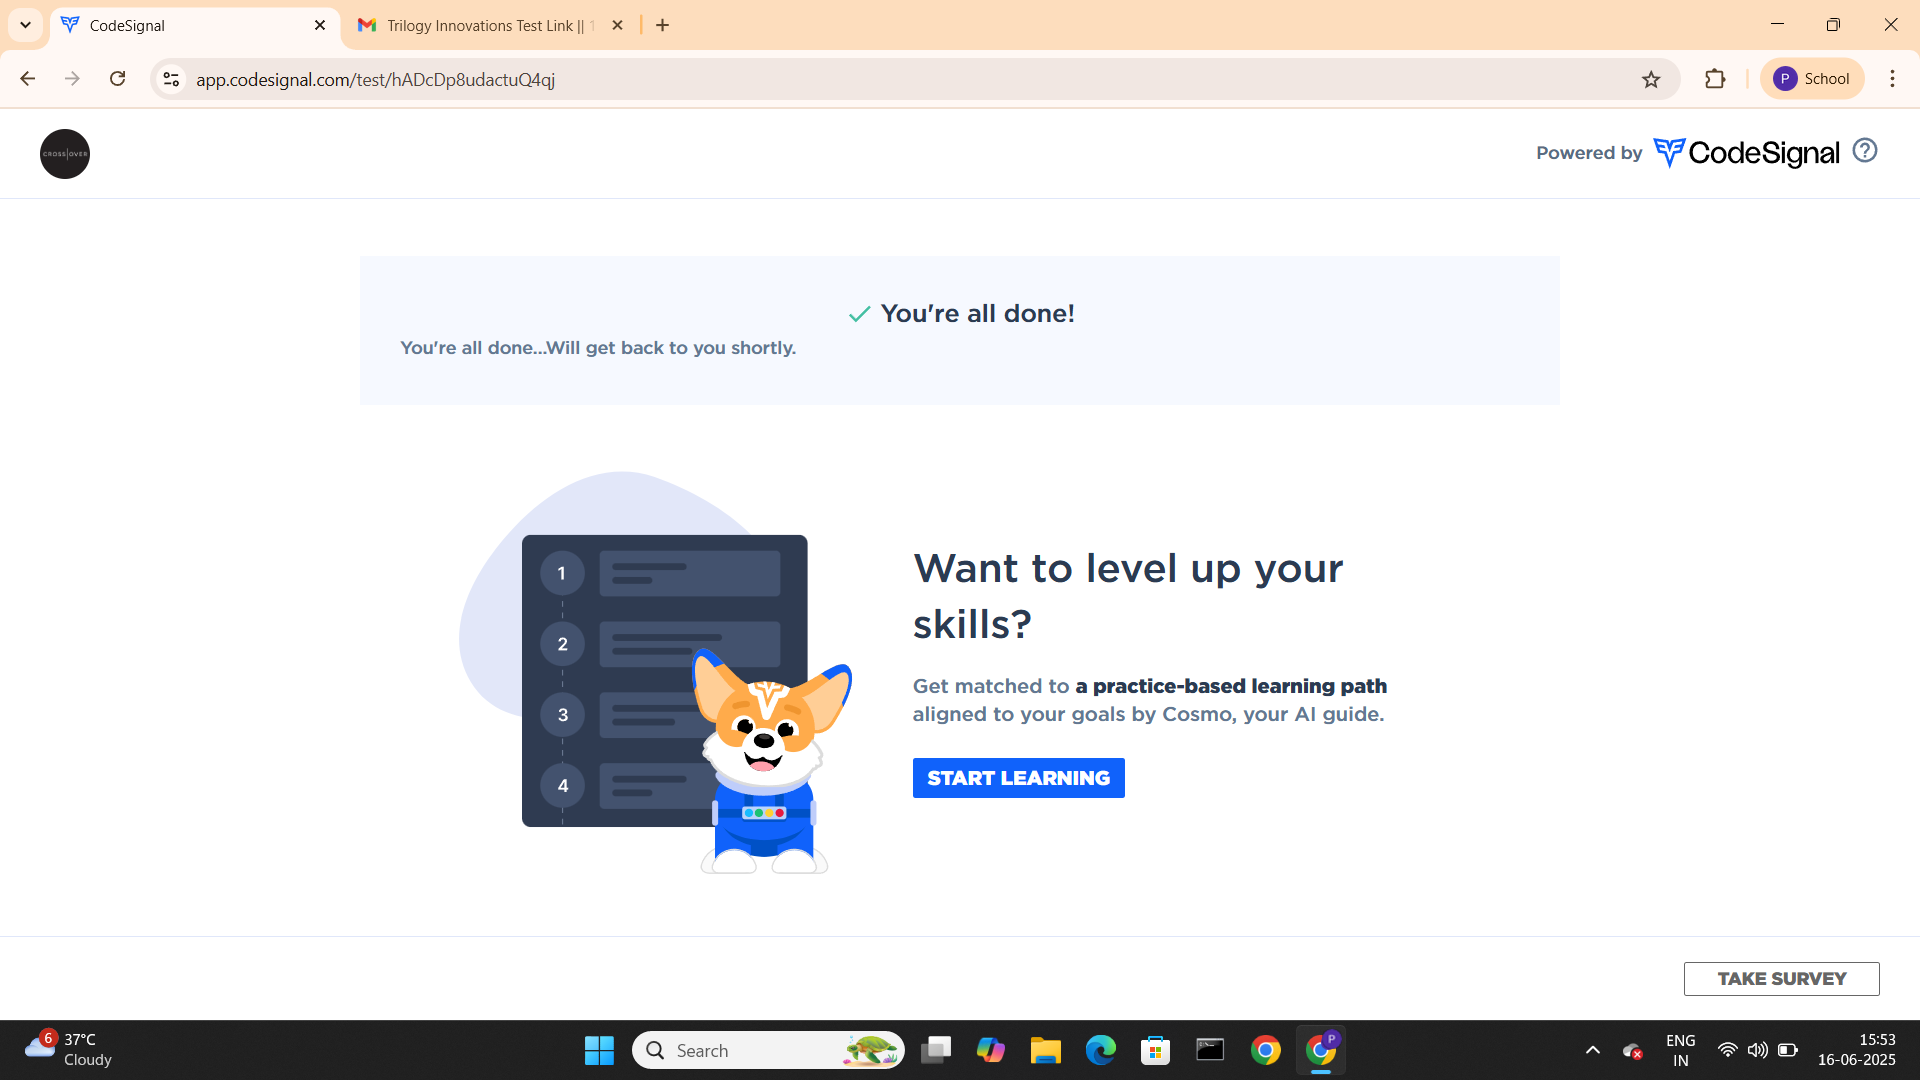 CodeSignal
Trilogy Innovations Test Link ||
app.codesignal.com/test/hADcDp8udactuQ4qj
P School
CROSS|OVER
Powered by CodeSignal ?
You're all done!
You're all done...Will get back to you shortly.
1
2
3
4
Want to level up your
skills?
Get matched to a practice-based learning path
aligned to your goals by Cosmo, your AI guide.
START LEARNING
TAKE SURVEY
6
37°C
Cloudy
Search
P
ENG
IN
15:53
16-06-2025